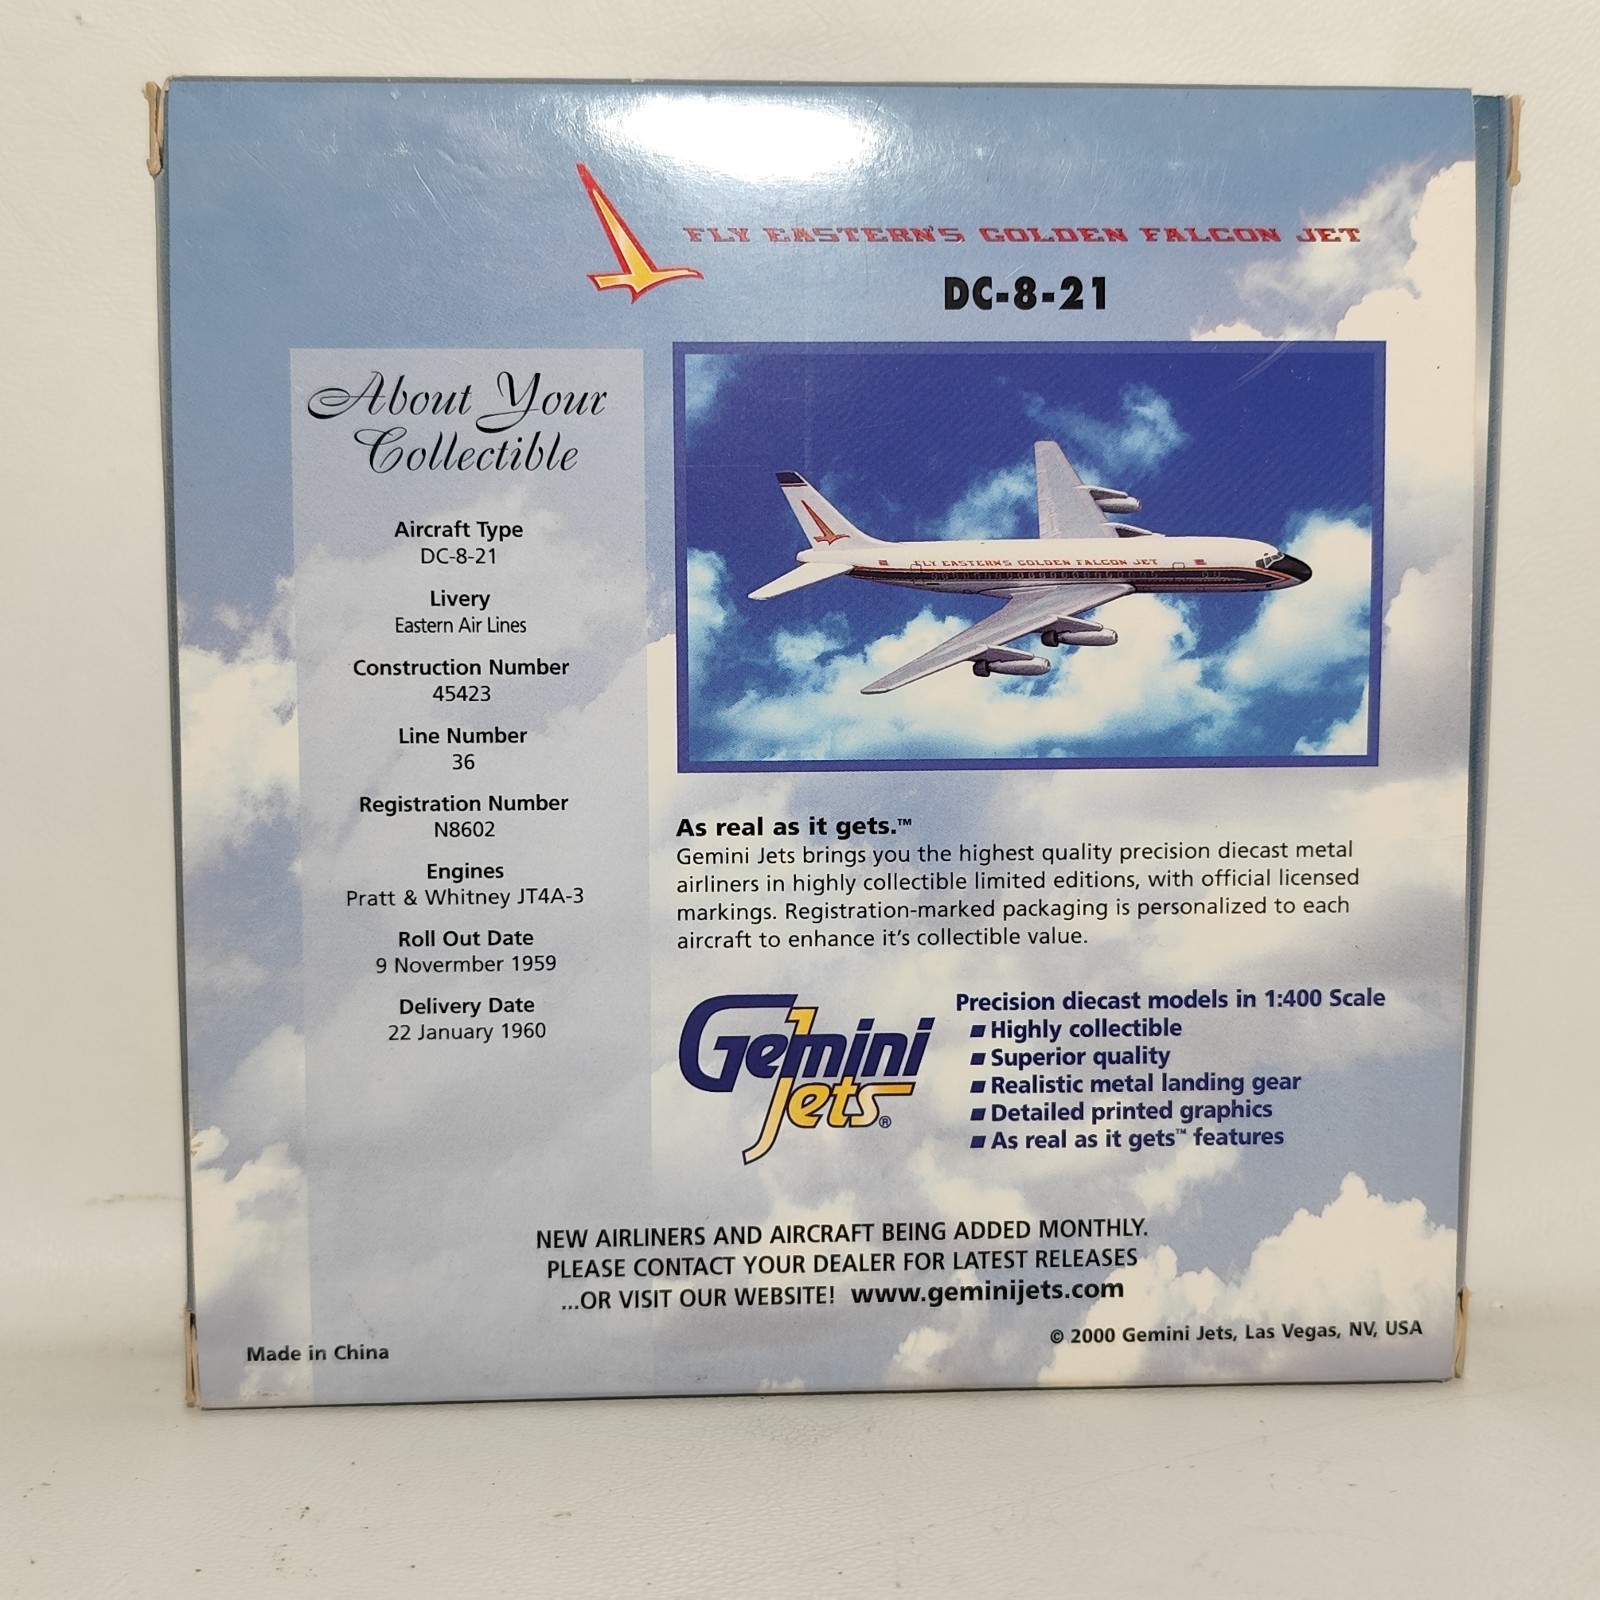 FLY EASTERN'S GOLDEN FALCON JET
DC-8-21
About Your
Collectible
Aircraft Type
DC-8-21
Livery
Eastern Air Lines
Construction Number
45423
Line Number
36
Registration Number
N8602
Engines
Pratt & Whitney JT4A-3
Roll Out Date
9 Novermber 1959
Delivery Date
22 January 1960
FLY EASTERN'S GOLDEN FALCON JET
As real as it gets.™
Gemini Jets brings you the highest quality precision diecast metal
airliners in highly collectible limited editions, with official licensed
markings. Registration-marked packaging is personalized to each
aircraft to enhance it's collectible value.
Gemini
Jets®
Precision diecast models in 1:400 Scale
Highly collectible
Superior quality
Realistic metal landing gear
Detailed printed graphics
As real as it gets™ features
NEW AIRLINERS AND AIRCRAFT BEING ADDED MONTHLY.
PLEASE CONTACT YOUR DEALER FOR LATEST RELEASES
...OR VISIT OUR WEBSITE! www.geminijets.com
© 2000 Gemini Jets, Las Vegas, NV, USA
Made in China